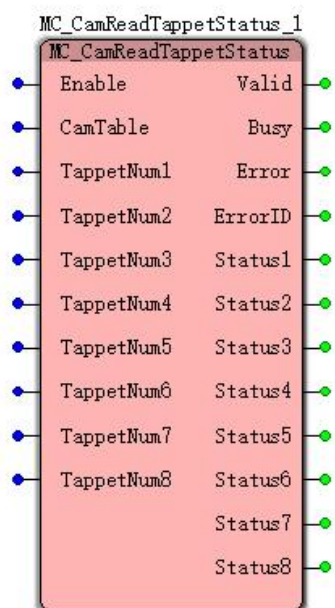 MC_CamReadTappetStatus_1
MC_CamReadTappetStatus
Enable Valid
CamTable Busy
TappetNum1 Error
TappetNum2 ErrorID
TappetNum3 Status1
TappetNum4 Status2
TappetNum5 Status3
TappetNum6 Status4
TappetNum7 Status5
TappetNum8 Status6
Status7
Status8